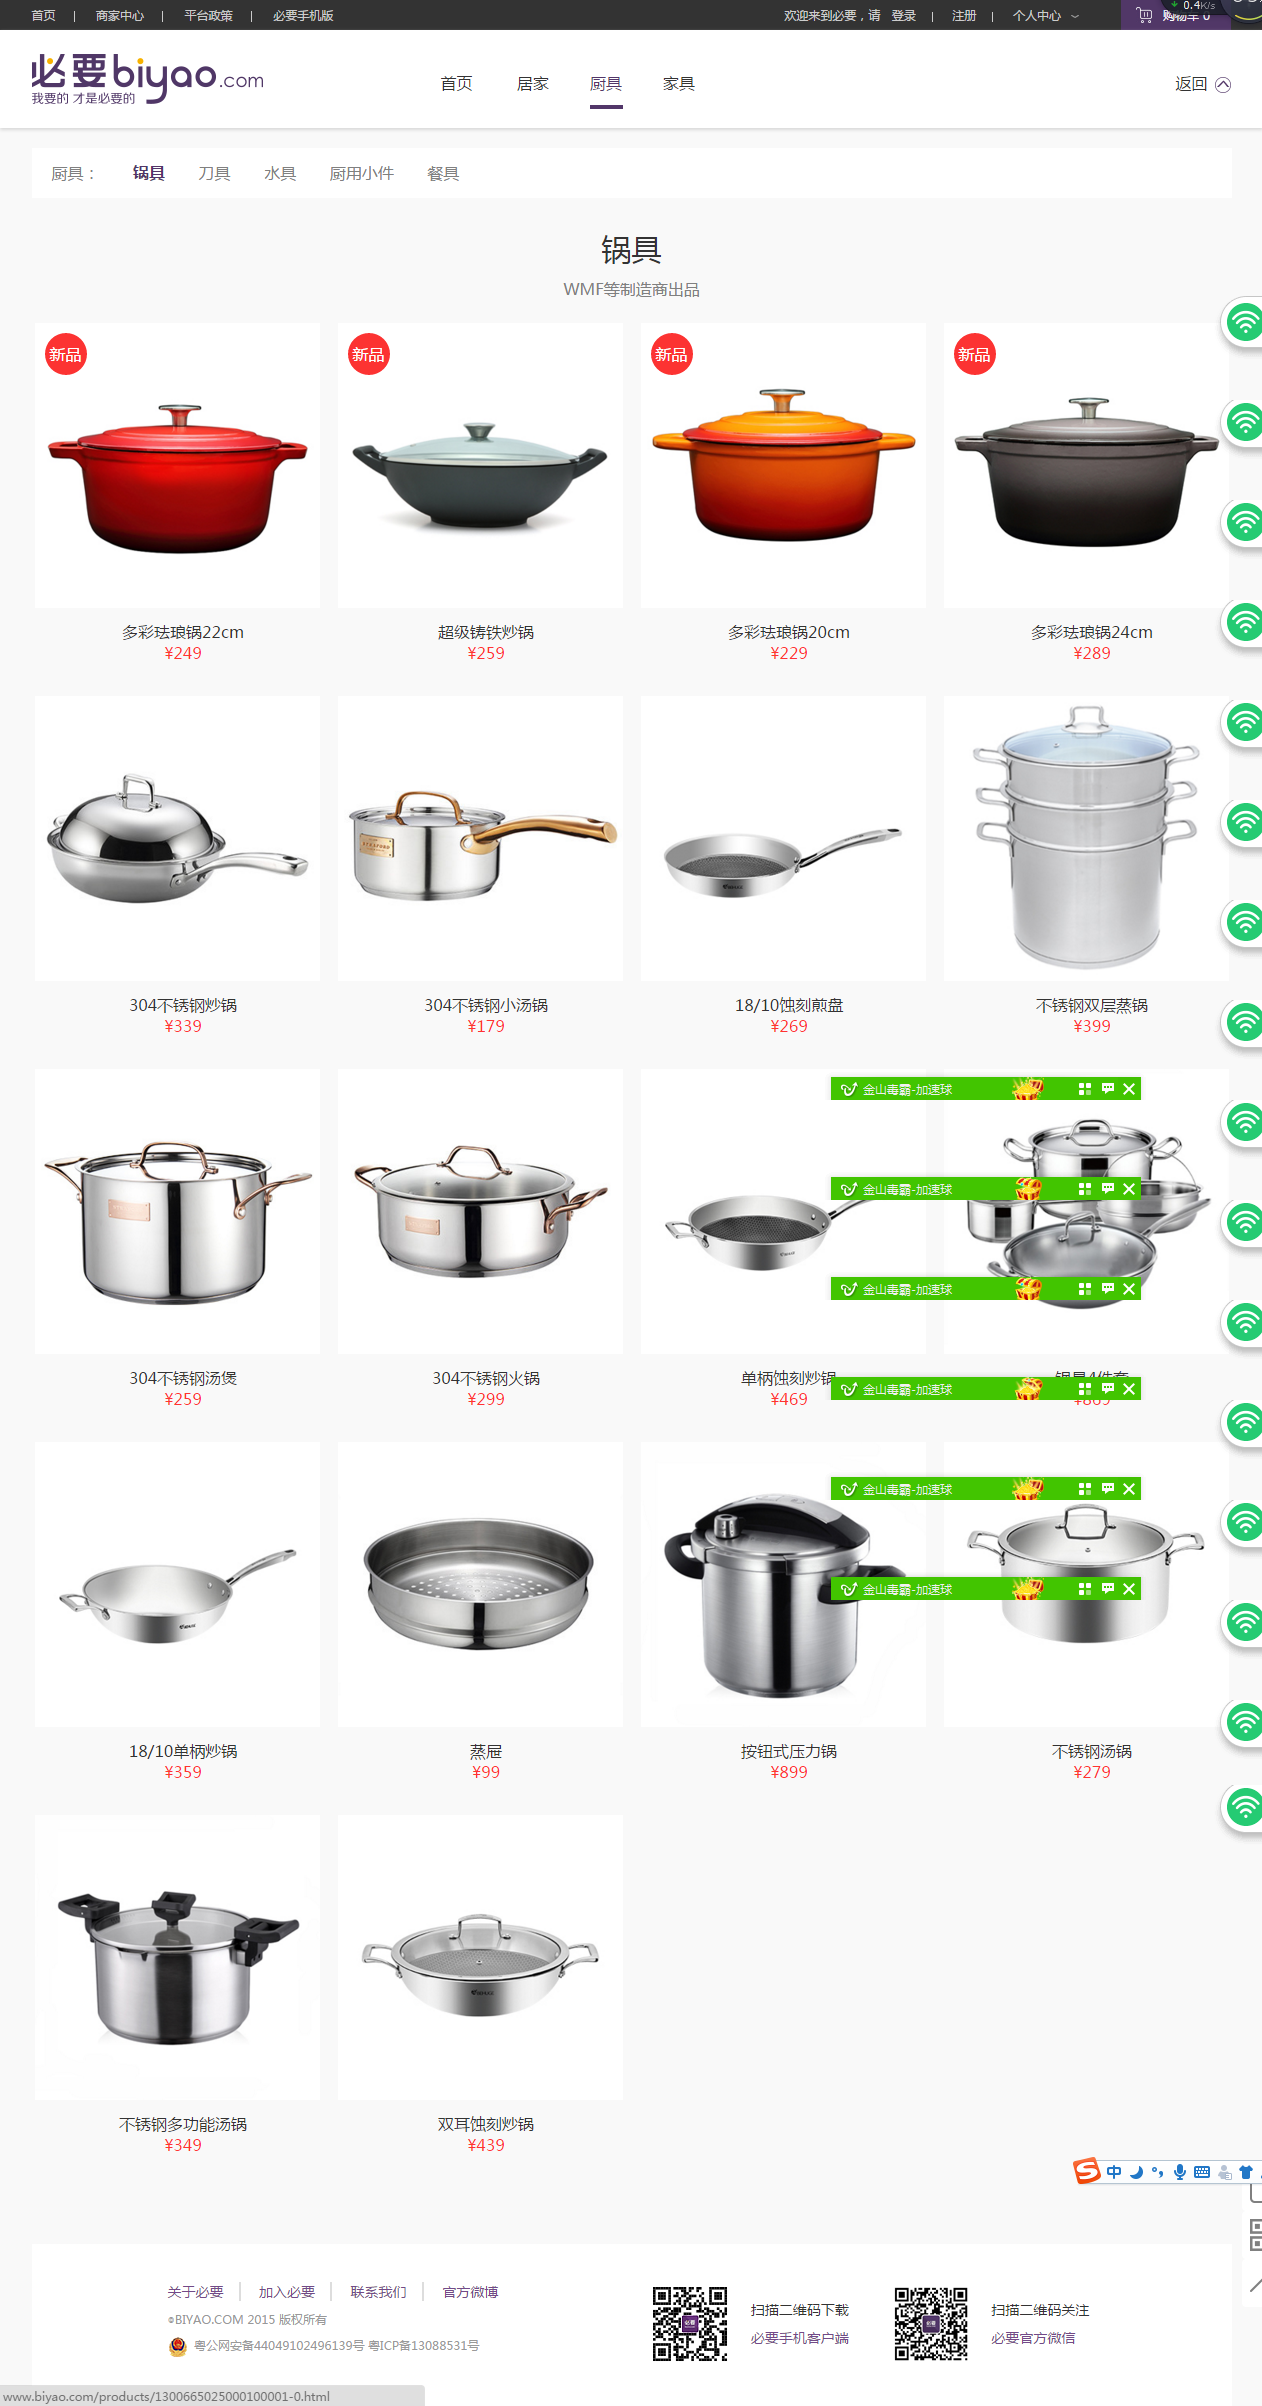 首页 | 商家中心 | 平台政策 | 必要手机版 欢迎来到必要，请 登录 | 注册 | 个人中心 购物车 0
0.4K/s
必要biyao.com
我要的 才是必要的
首页 居家 厨具 家具 返回
厨具： 锅具 刀具 水具 厨用小件 餐具
锅具
WMF等制造商出品
新品 新品 新品 新品
多彩珐琅锅22cm 超级铸铁炒锅 多彩珐琅锅20cm 多彩珐琅锅24cm
¥249 ¥259 ¥229 ¥289
304不锈钢炒锅 304不锈钢小汤锅 18/10蚀刻煎盘 不锈钢双层蒸锅
¥339 ¥179 ¥269 ¥399
金山毒霸-加速球
金山毒霸-加速球
金山毒霸-加速球
304不锈钢汤煲 304不锈钢火锅 单柄蚀刻炒锅 锅具4件套
金山毒霸-加速球
¥259 ¥299 ¥469 ¥869
金山毒霸-加速球
金山毒霸-加速球
18/10单柄炒锅 蒸屉 按钮式压力锅 不锈钢汤锅
¥359 ¥99 ¥899 ¥279
不锈钢多功能汤锅 双耳蚀刻炒锅
¥349 ¥439
中
关于必要 加入必要 联系我们 官方微博
©BIYAO.COM 2015 版权所有
粤公网安备44049102496139号 粤ICP备13088531号
扫描二维码下载
必要手机客户端
扫描二维码关注
必要官方微信
www.biyao.com/products/1300665025000100001-0.html